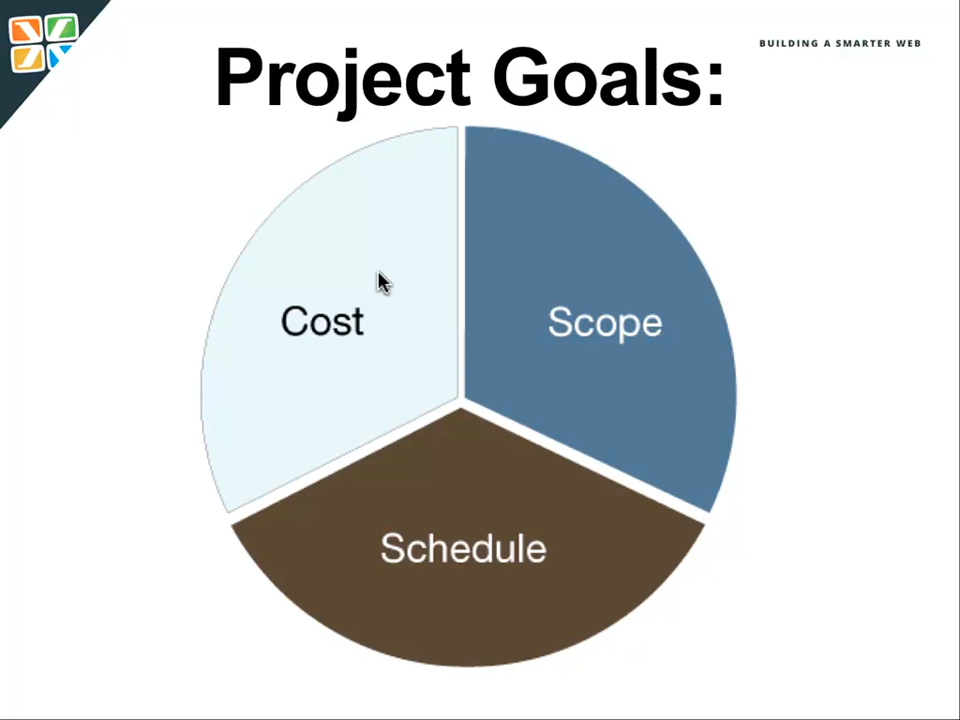 BUILDING A SMARTER WEB
Project Goals:
Cost
Scope
Schedule